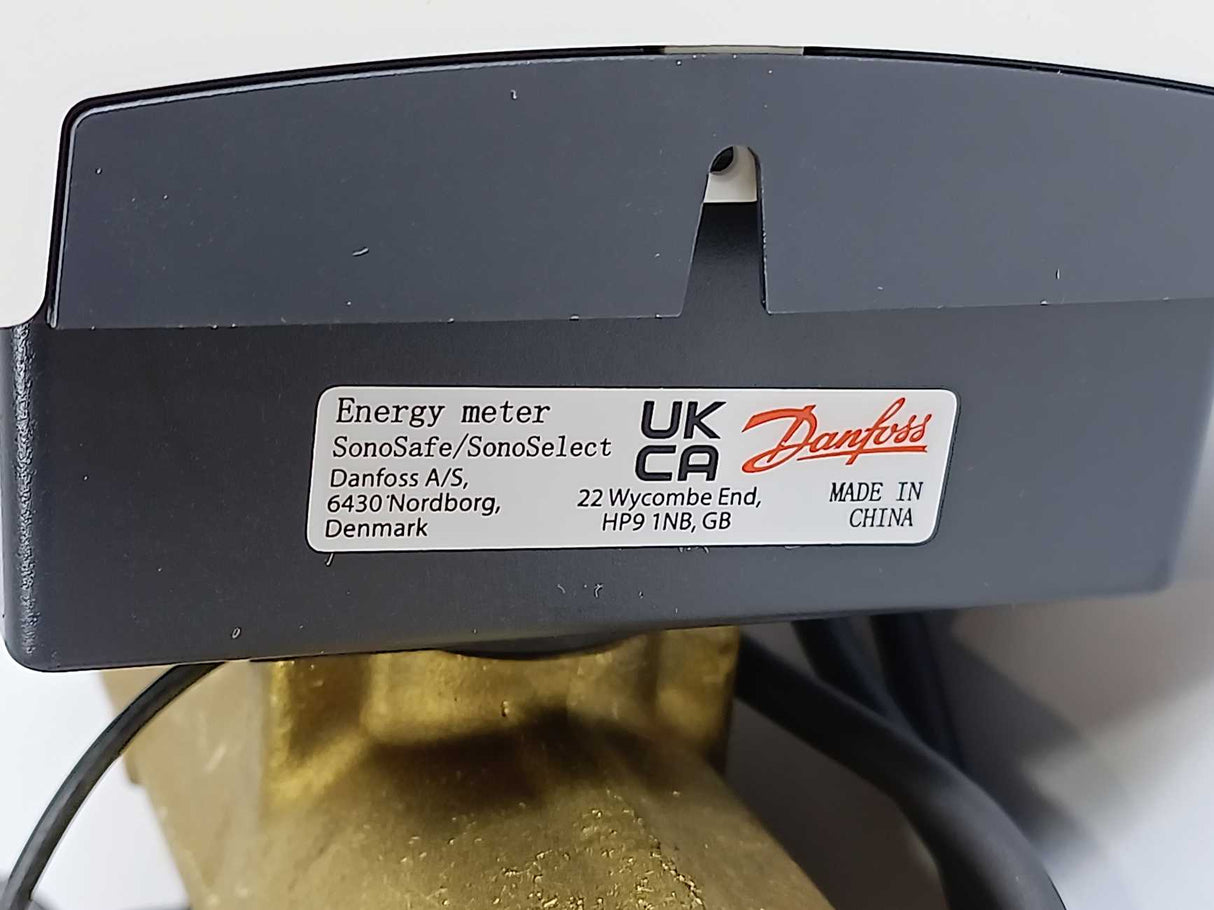 Energy meter
SonoSafe/SonoSelect
Danfoss A/S,
6430 Nordborg,
Denmark
UK
CA
22 Wycombe End,
HP9 1NB, GB
Danfoss
MADE IN
CHINA